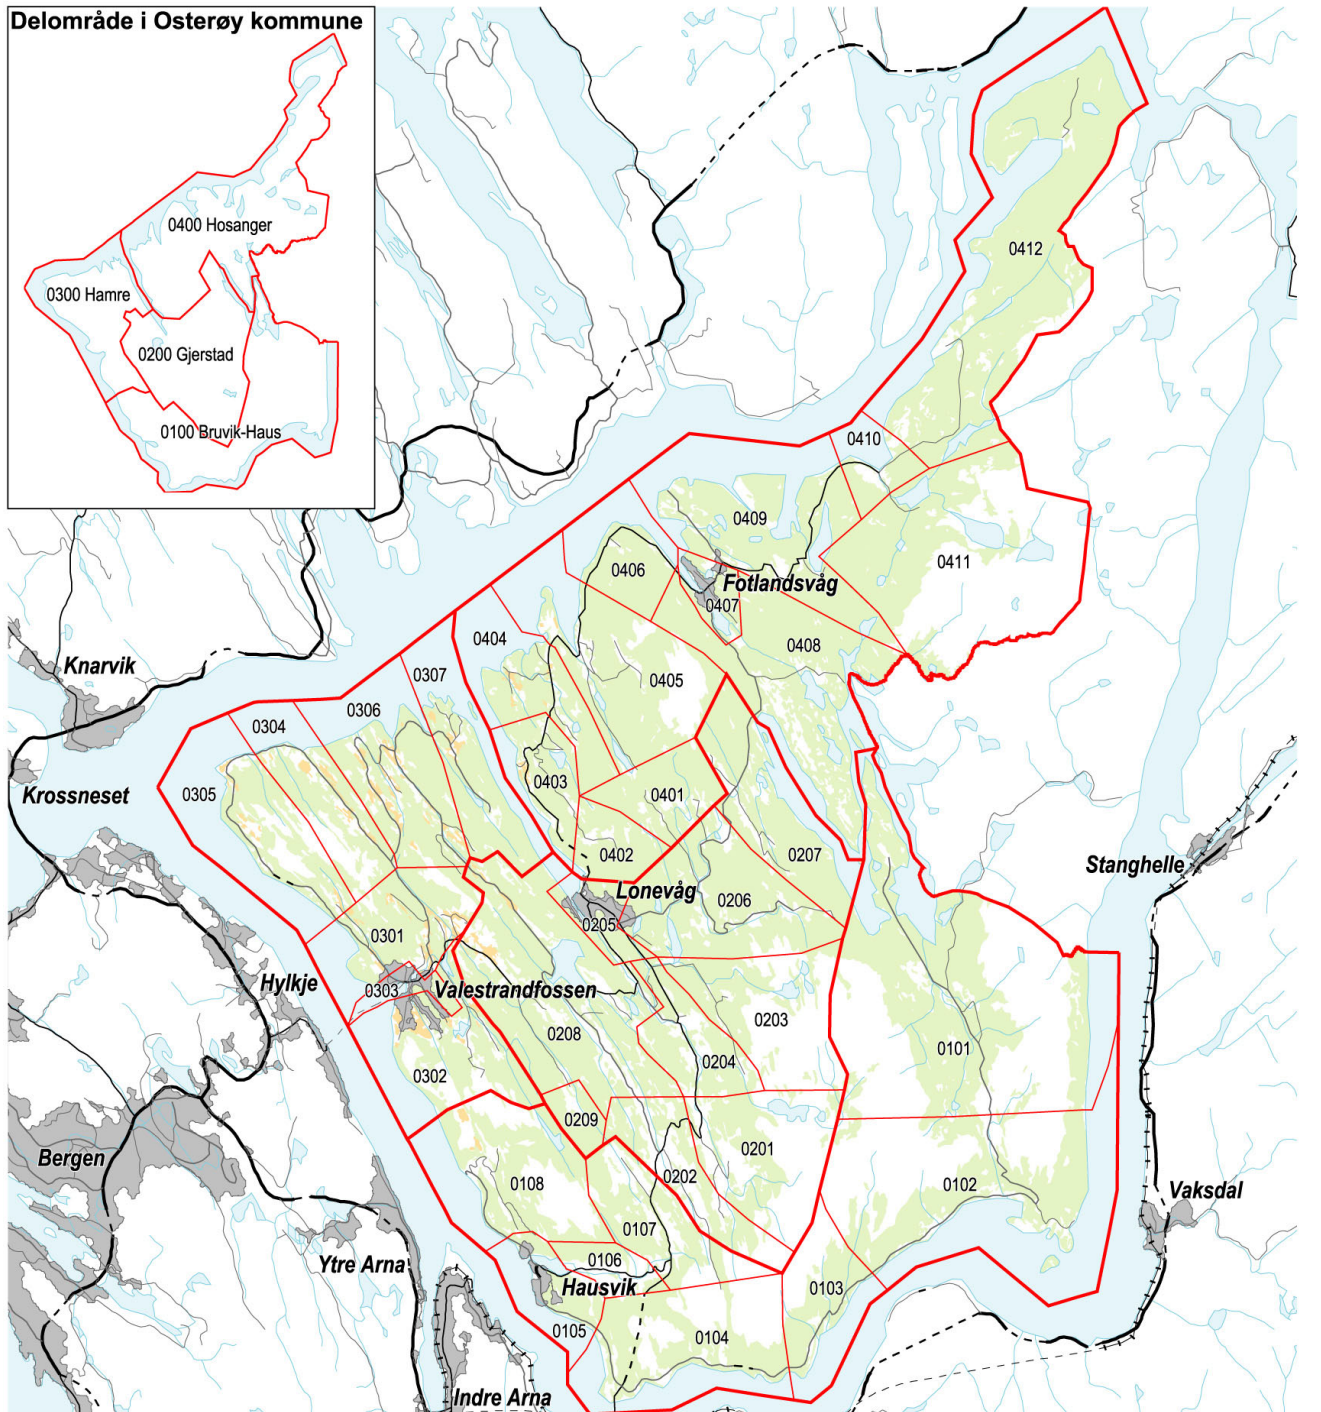 Delområde i Osterøy kommune
0400 Hosanger
0300 Hamre
0200 Gjerstad
0100 Bruvik-Haus
0412
0410
0409
0411
0406
Fotlandsvåg
0407
0404
0408
Knarvik
0307
0405
0306
0304
0403
0305
0401
Krossneset
0402
0207
Stanghelle
Lonevåg
0206
0205
0301
Hylkje
0303
Valestrandfossen
0203
0208
0101
0204
0302
0209
0201
Bergen
0202
0108
0102
Vaksdal
0107
Ytre Arna
0106
Hausvik
0103
0105
0104
Indre Arna